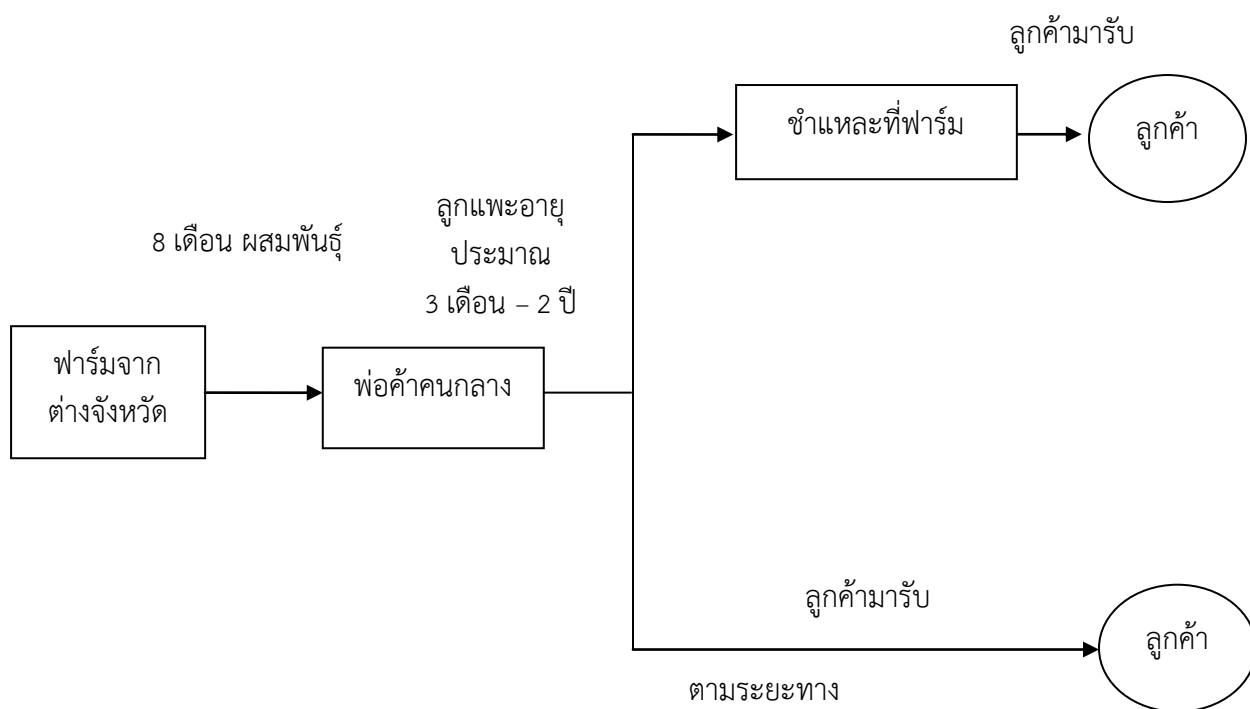 ลูกค้ามารับ
ชำแหละที่ฟาร์ม
ลูกค้า
8 เดือน ผสมพันธุ์
ลูกแพะอายุ
ประมาณ
3 เดือน – 2 ปี
ฟาร์มจาก
ต่างจังหวัด
พ่อค้าคนกลาง
ลูกค้ามารับ
ลูกค้า
ตามระยะทาง